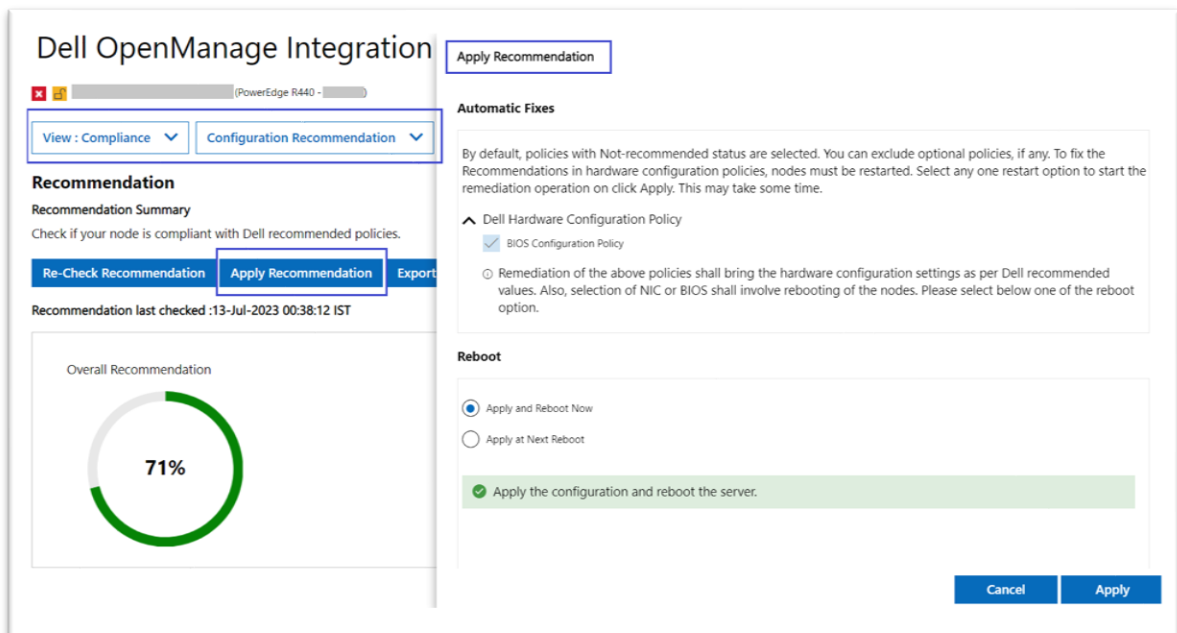 Dell OpenManage Integration
(PowerEdge R440 - )
View : Compliance
Configuration Recommendation
Recommendation
Recommendation Summary
Check if your node is compliant with Dell recommended policies.
Re-Check Recommendation
Apply Recommendation
Export
Recommendation last checked :13-Jul-2023 00:38:12 IST
Overall Recommendation
71%
Apply Recommendation
Automatic Fixes
By default, policies with Not-recommended status are selected. You can exclude optional policies, if any. To fix the
Recommendations in hardware configuration policies, nodes must be restarted. Select any one restart option to start the
remediation operation on click Apply. This may take some time.
Dell Hardware Configuration Policy
BIOS Configuration Policy
Remediation of the above policies shall bring the hardware configuration settings as per Dell recommended
values. Also, selection of NIC or BIOS shall involve rebooting of the nodes. Please select below one of the reboot
option.
Reboot
Apply and Reboot Now
Apply at Next Reboot
Apply the configuration and reboot the server.
Cancel
Apply